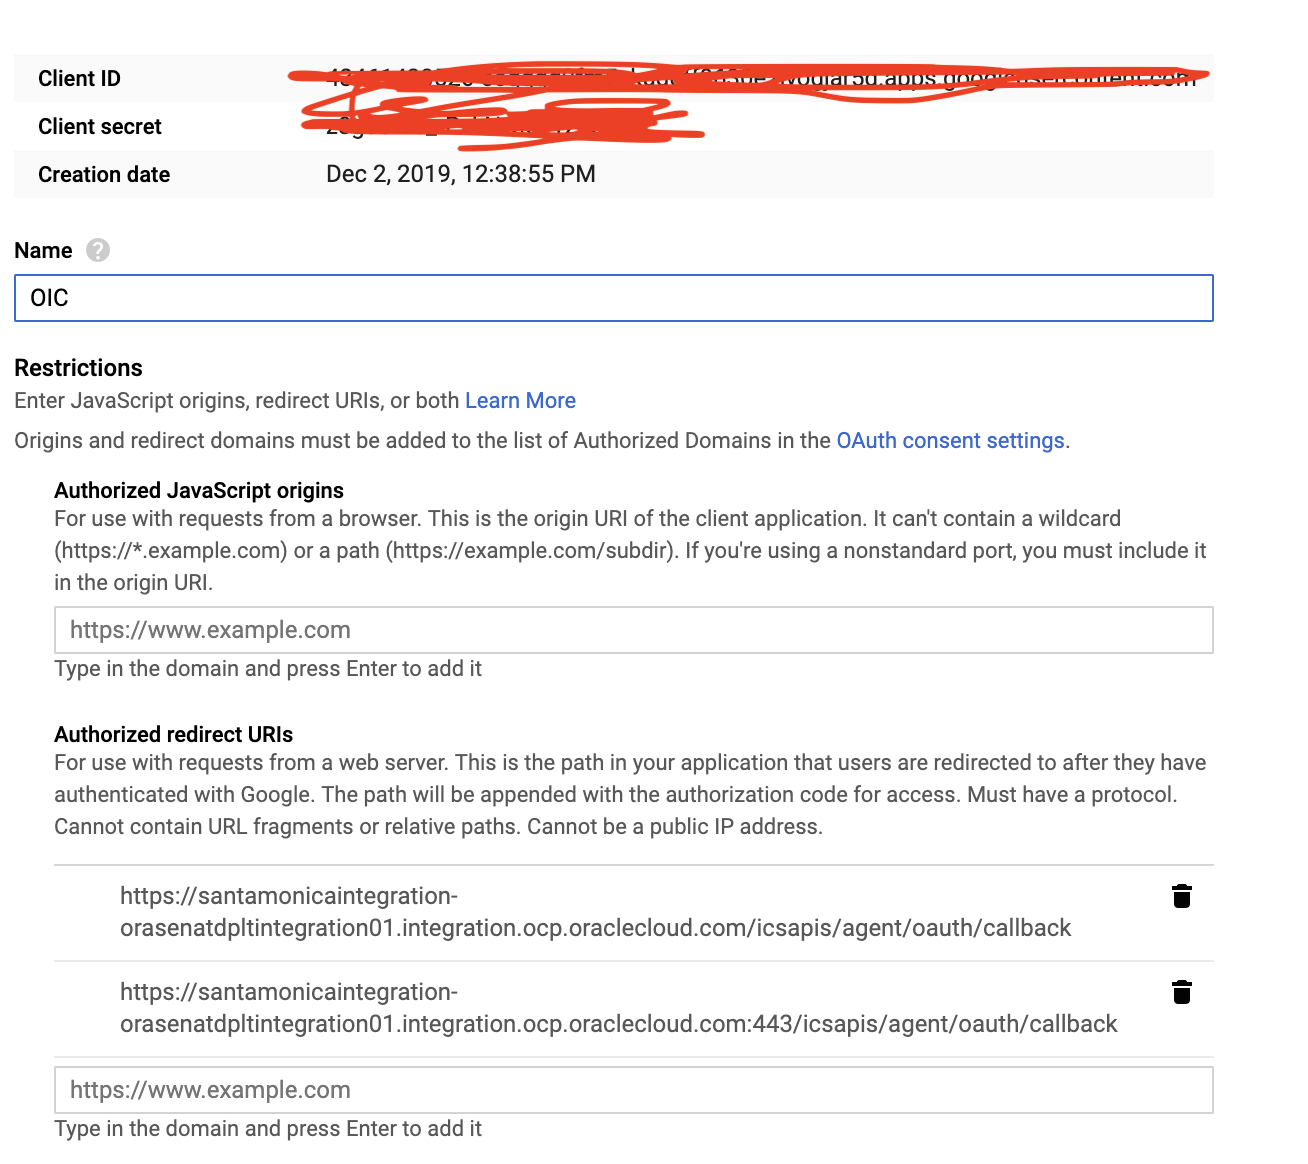 Client ID
Client secret
Creation date Dec 2, 2019, 12:38:55 PM
Name ?
OIC
Restrictions
Enter JavaScript origins, redirect URIs, or both Learn More
Origins and redirect domains must be added to the list of Authorized Domains in the OAuth consent settings.
Authorized JavaScript origins
For use with requests from a browser. This is the origin URI of the client application. It can't contain a wildcard
(https://*.example.com) or a path (https://example.com/subdir). If you're using a nonstandard port, you must include it
in the origin URI.
https://www.example.com
Type in the domain and press Enter to add it
Authorized redirect URIs
For use with requests from a web server. This is the path in your application that users are redirected to after they have
authenticated with Google. The path will be appended with the authorization code for access. Must have a protocol.
Cannot contain URL fragments or relative paths. Cannot be a public IP address.
https://santamonicaintegration-
orasenatdpltintegration01.integration.ocp.oraclecloud.com/icsapis/agent/oauth/callback
https://santamonicaintegration-
orasenatdpltintegration01.integration.ocp.oraclecloud.com:443/icsapis/agent/oauth/callback
https://www.example.com
Type in the domain and press Enter to add it